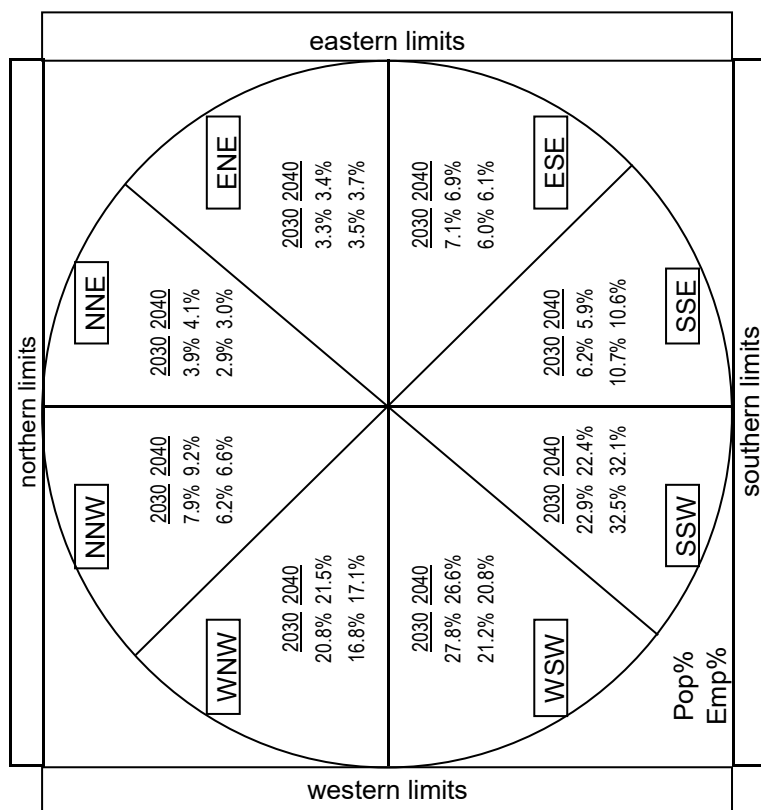 northern limits
NNW
2030 2040
7.9% 9.2%
6.2% 6.6%
NNE
2030 2040
3.9% 4.1%
2.9% 3.0%
WNW
2030 2040
20.8% 21.5%
16.8% 17.1%
ENE
2030 2040
3.3% 3.4%
3.5% 3.7%
western limits
eastern limits
WSW
2030 2040
27.8% 26.6%
21.2% 20.8%
ESE
2030 2040
7.1% 6.9%
6.0% 6.1%
SSW
2030 2040
22.9% 22.4%
32.5% 32.1%
SSE
2030 2040
6.2% 5.9%
10.7% 10.6%
Pop%
Emp%
southern limits